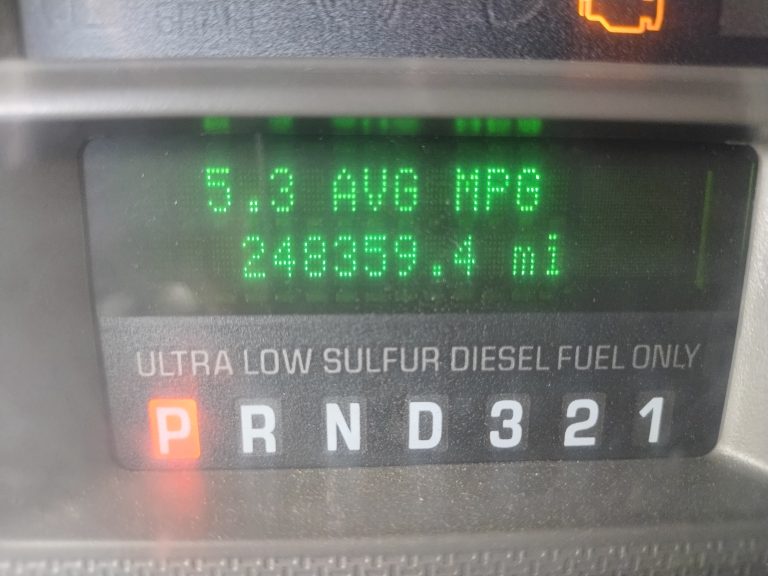 5.3 AVG MPG
248359.4 mi
ULTRA LOW SULFUR DIESEL FUEL ONLY
P R N D 3 2 1